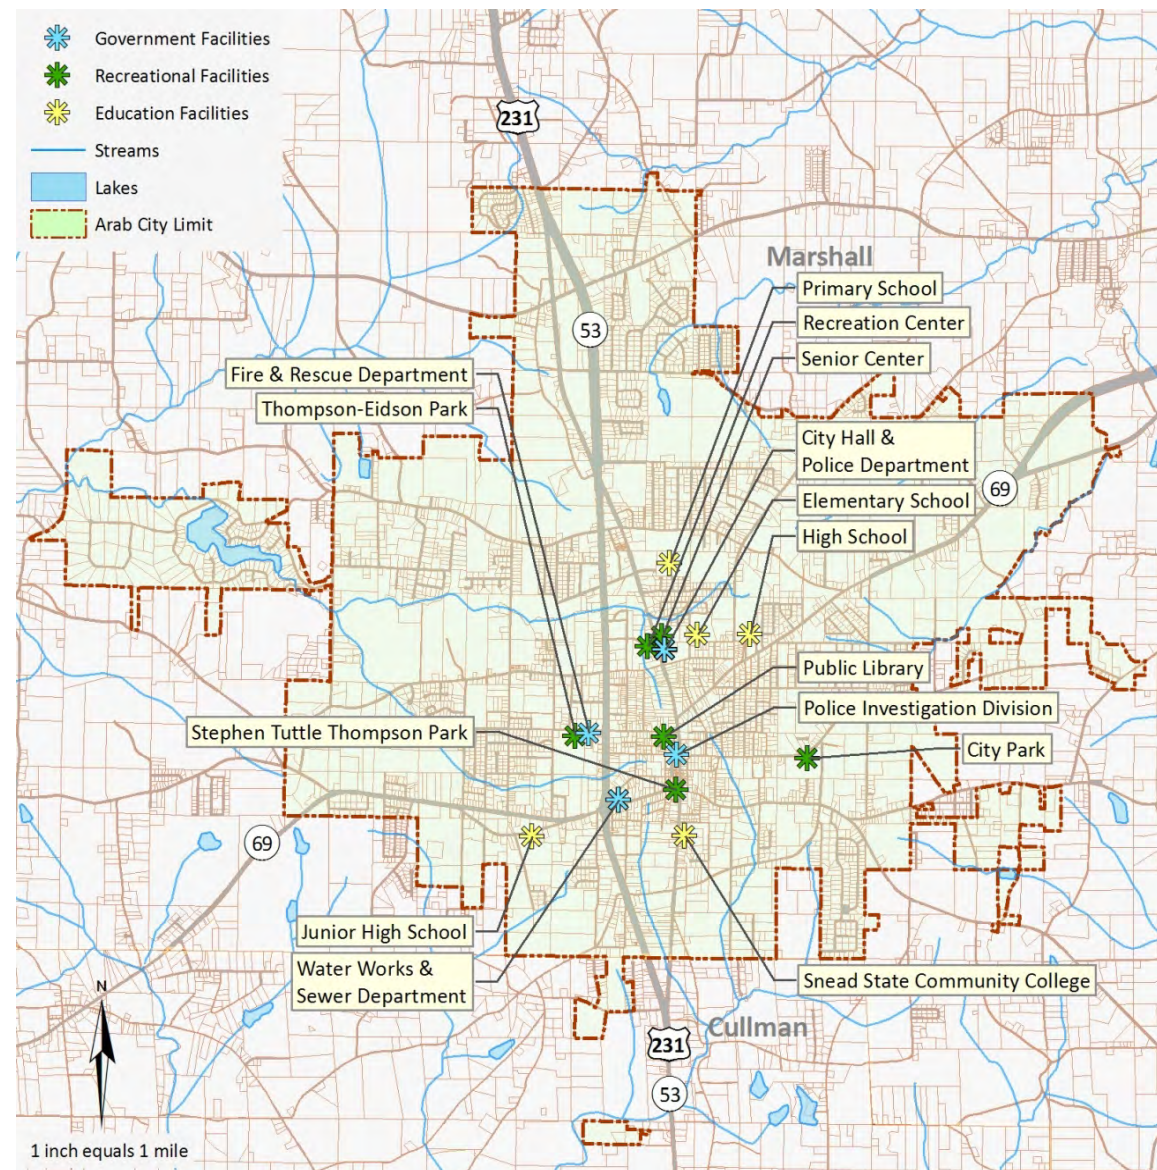 Government Facilities
Recreational Facilities
Education Facilities
Streams
Lakes
Arab City Limit
231
53
Marshall
Primary School
Recreation Center
Senior Center
Fire & Rescue Department
Thompson-Eidson Park
City Hall &
Police Department
Elementary School
High School
69
Public Library
Police Investigation Division
City Park
Stephen Tuttle Thompson Park
69
Junior High School
Water Works &
Sewer Department
Snead State Community College
Cullman
231
53
N
1 inch equals 1 mile